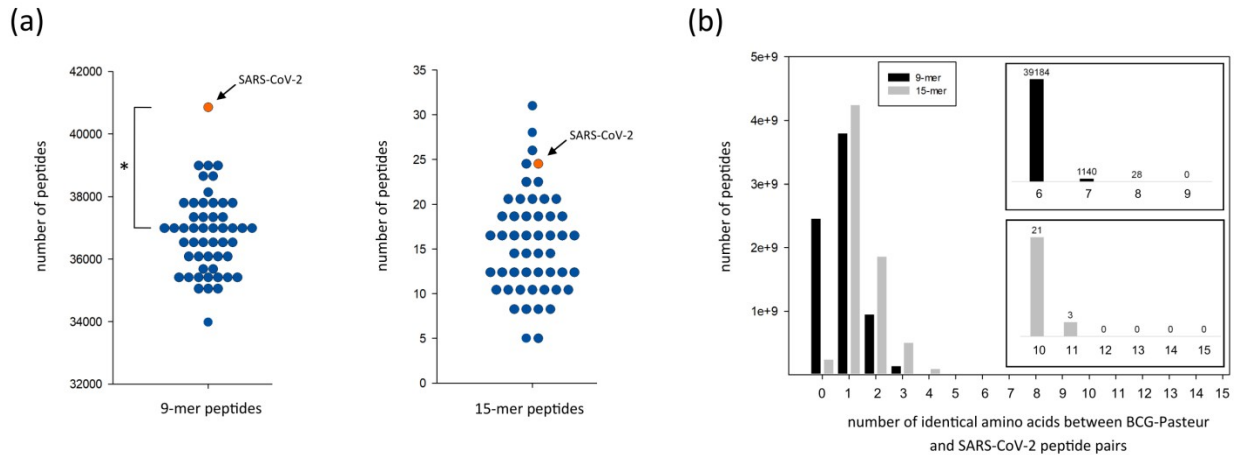 (a)
number of peptides
42000
40000
38000
36000
34000
32000
*
SARS-CoV-2
9-mer peptides
number of peptides
35
30
25
20
15
10
5
0
SARS-CoV-2
15-mer peptides
(b)
number of peptides
5e+9
4e+9
3e+9
2e+9
1e+9
9-mer
15-mer
39184
1140
28
0
6 7 8 9
21
3
0 0 0 0
10 11 12 13 14 15
0 1 2 3 4 5 6 7 8 9 10 11 12 13 14 15
number of identical amino acids between BCG-Pasteur
and SARS-CoV-2 peptide pairs